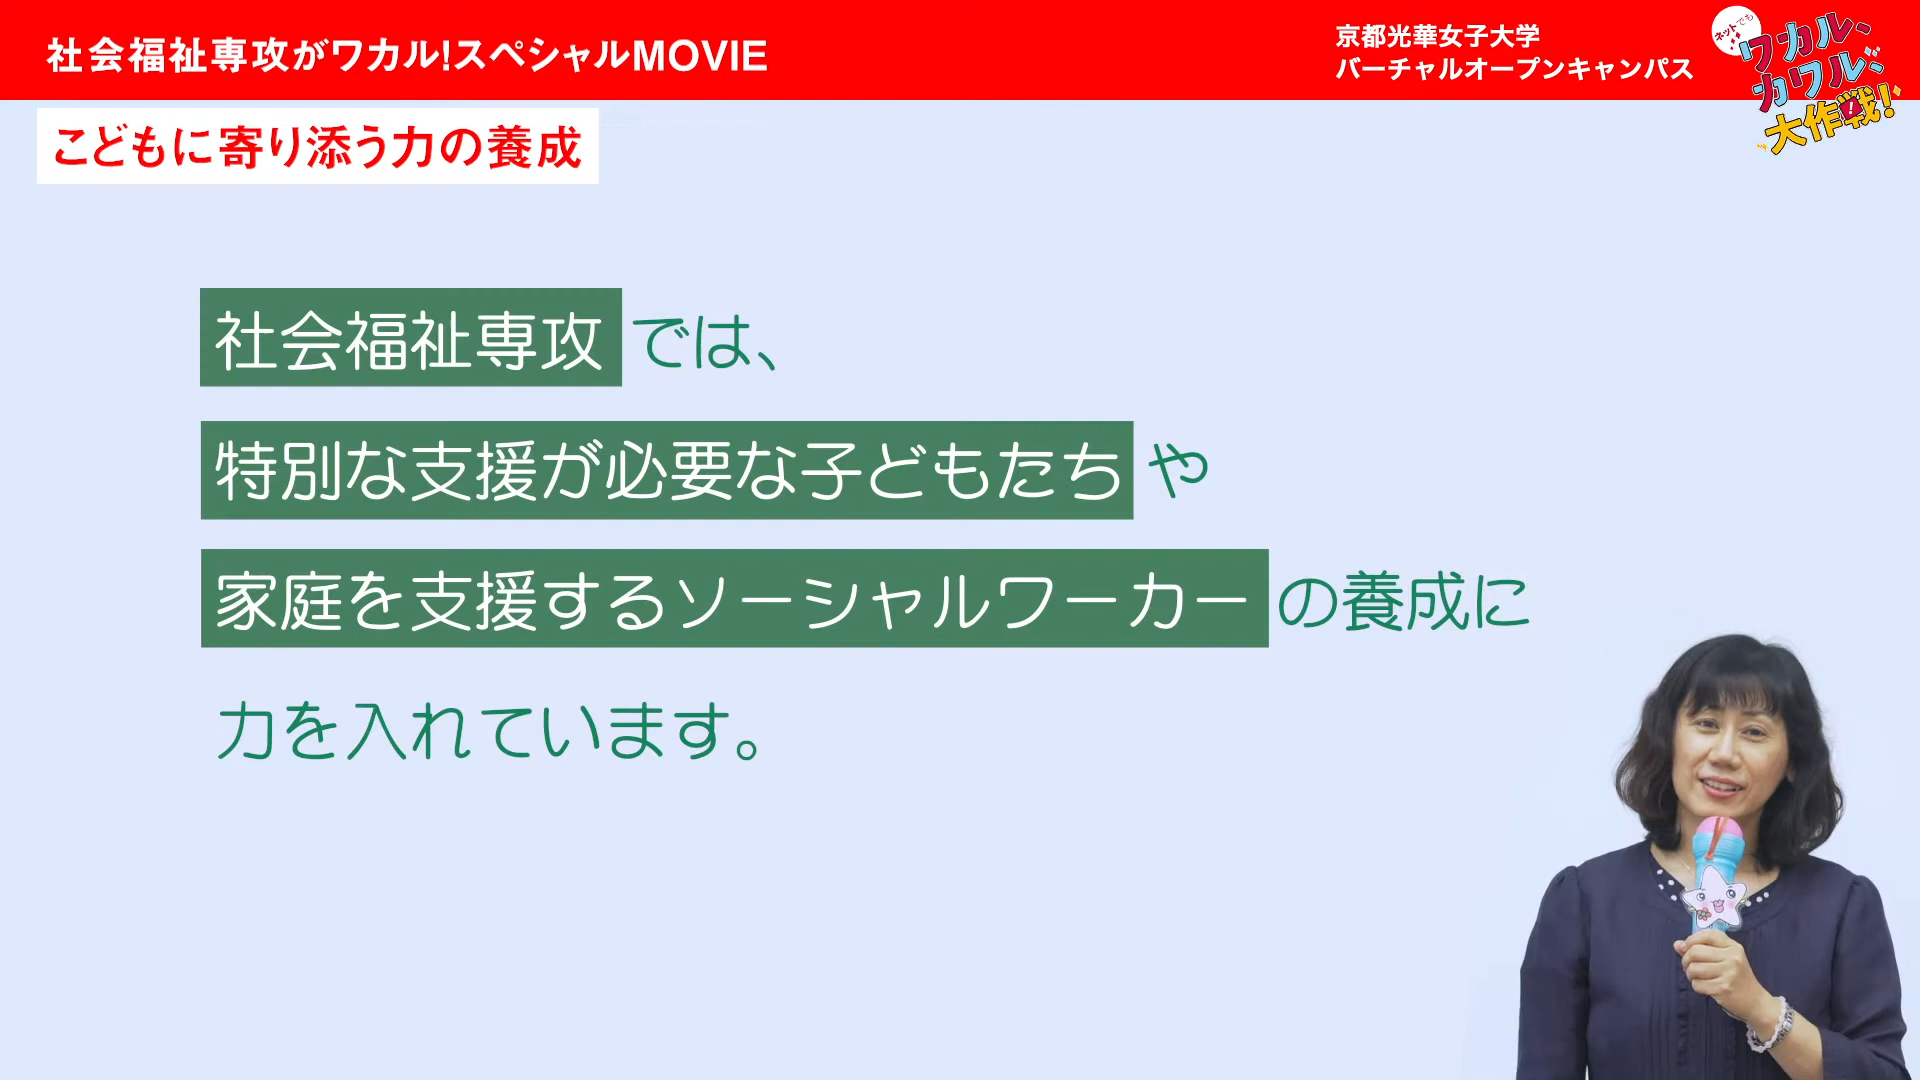 社会福祉専攻がワカル!スペシャルMOVIE
京都光華女子大学
バーチャルオープンキャンパス
ネットでも
ワカル、
カワル、
大作戦!
こどもに寄り添う力の養成
社会福祉専攻では、
特別な支援が必要な子どもたちや
家庭を支援するソーシャルワーカーの養成に
力を入れています。